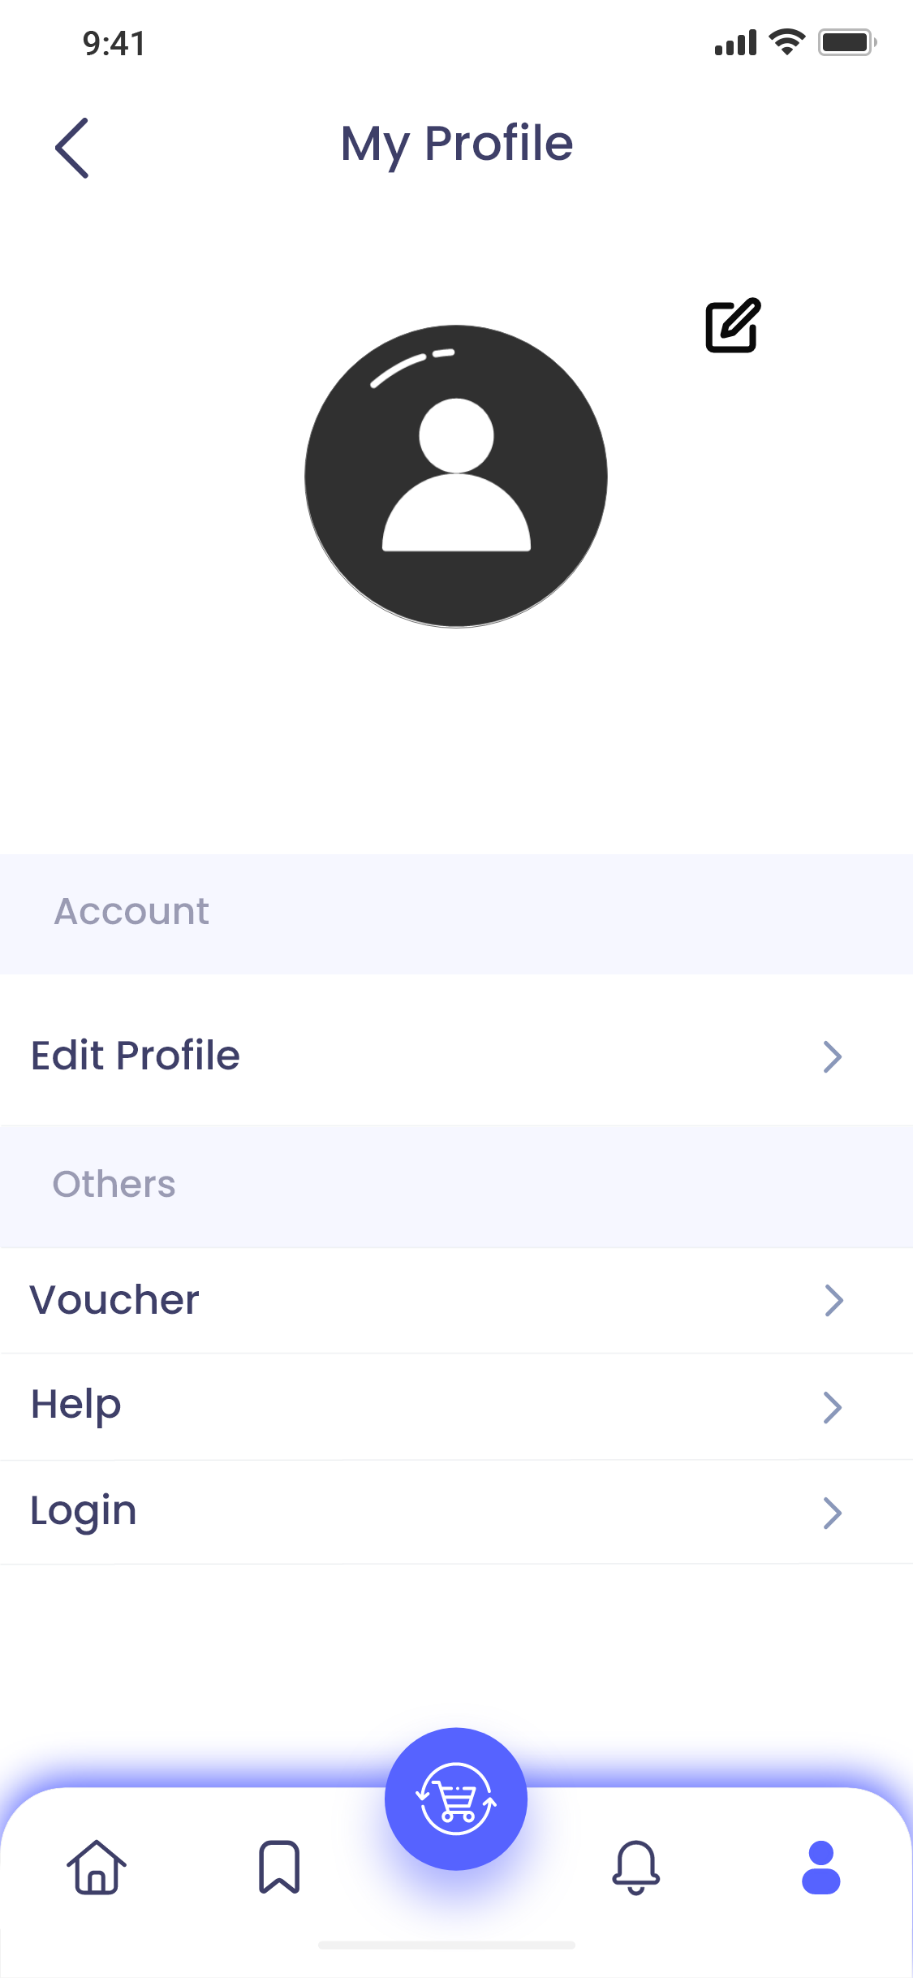 9:41
My Profile
Account
Edit Profile
Others
Voucher
Help
Login